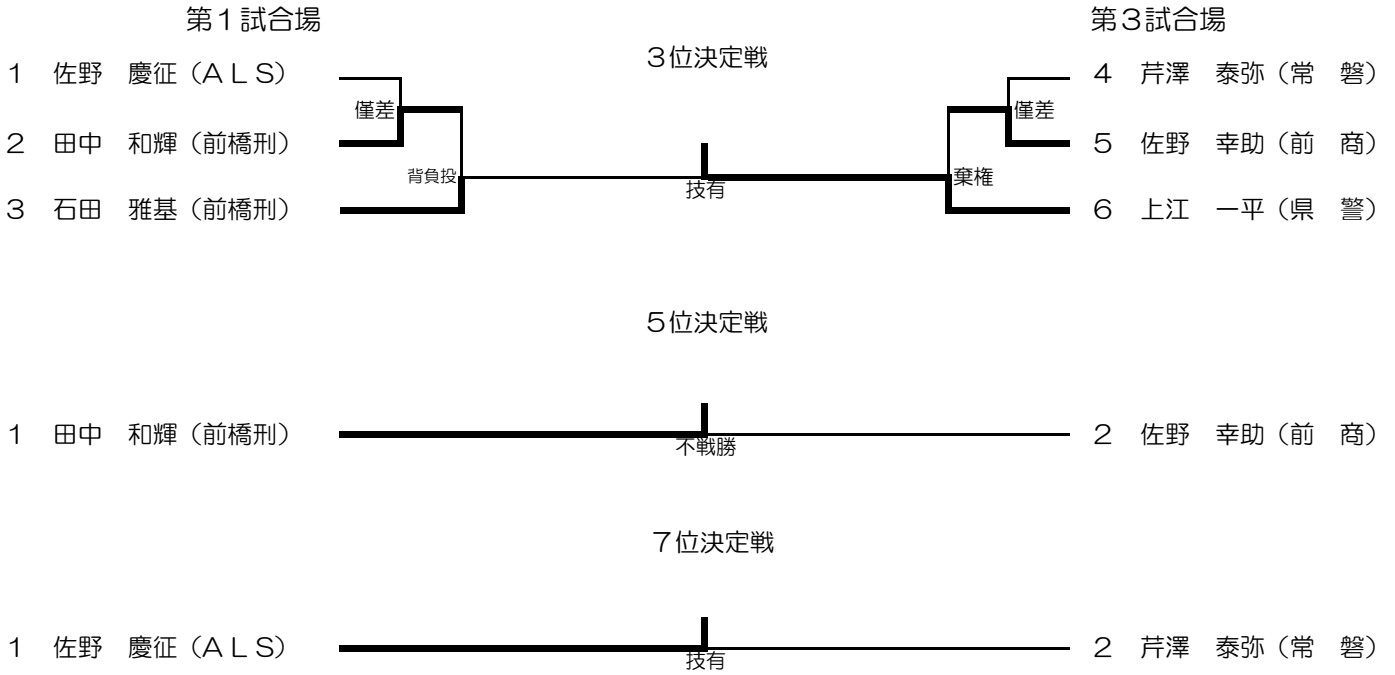 第１試合場
第３試合場
３位決定戦
1　佐野　慶征（ＡＬＳ）
4　芹澤　泰弥（常　磐）
僅差
僅差
2　田中　和輝（前橋刑）
5　佐野　幸助（前　商）
背負投
技有
棄権
3　石田　雅基（前橋刑）
6　上江　一平（県　警）
５位決定戦
1　田中　和輝（前橋刑）
不戦勝
2　佐野　幸助（前　商）
７位決定戦
1　佐野　慶征（ＡＬＳ）
技有
2　芹澤　泰弥（常　磐）